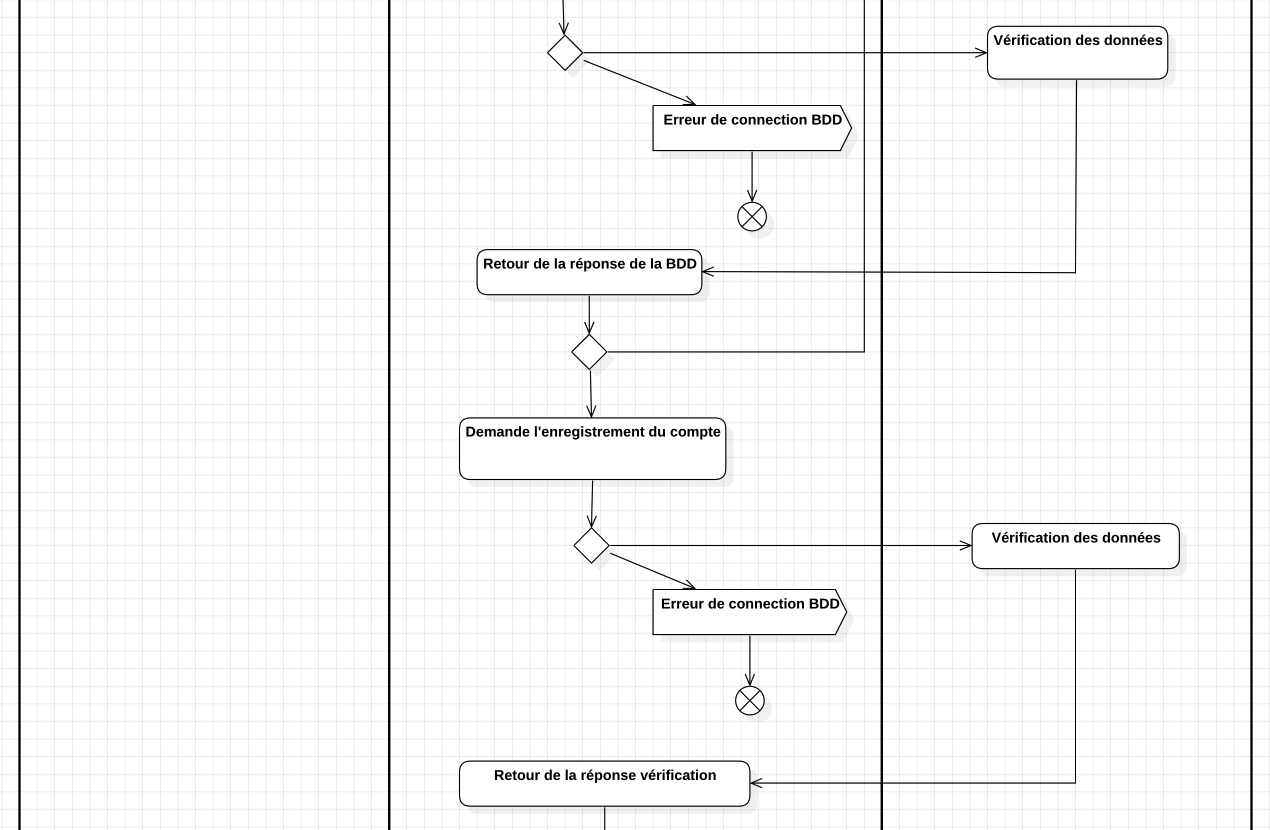 Vérification des données
Erreur de connection BDD
Retour de la réponse de la BDD
Demande l'enregistrement du compte
Vérification des données
Erreur de connection BDD
Retour de la réponse vérification